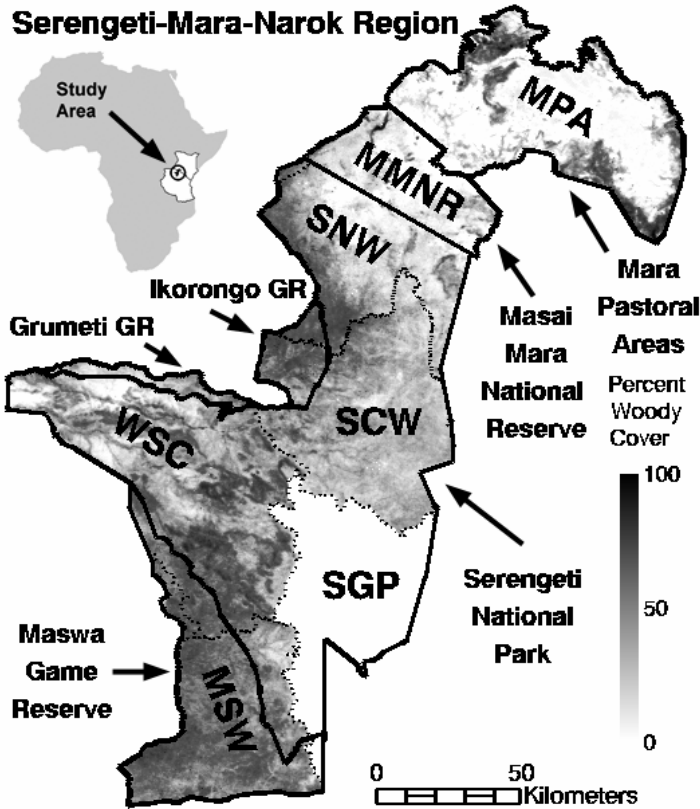 Serengeti-Mara-Narok Region
Study
Area
MPA
MMNR
SNW
Ikorongo GR
Grumeti GR
Mara
Pastoral
Areas
Masai
Mara
National
Reserve
Percent
Woody
Cover
WSC
SCW
100
50
0
SGP
Serengeti
National
Park
Maswa
Game
Reserve
MSW
0 50
Kilometers